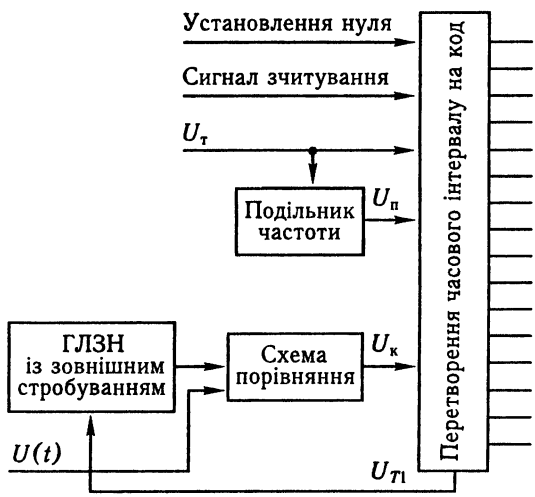 Установлення нуля
Сигнал зчитування
Uт
Подільник
частоти
Uп
ГЛЗН
із зовнішним
стробуванням
Схема
порівняння
Uк
U(t)
UT1
Перетворення часового інтервалу на код